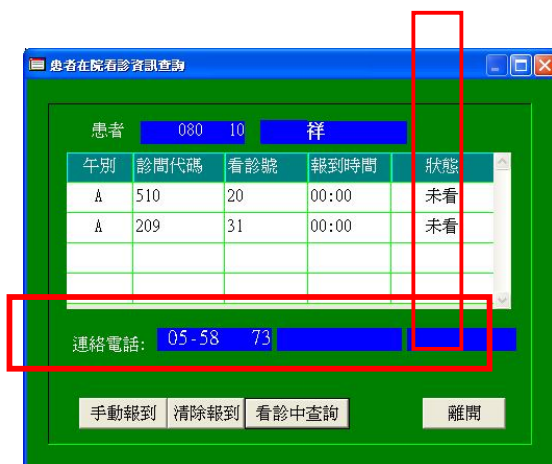 患者在院看診資訊查詢
患者 080 10 祥
午別 診間代碼 看診號 報到時間 狀態
A 510 20 00:00 未看
A 209 31 00:00 未看
連絡電話: 05-58 73
手動報到 清除報到 看診中查詢 離開